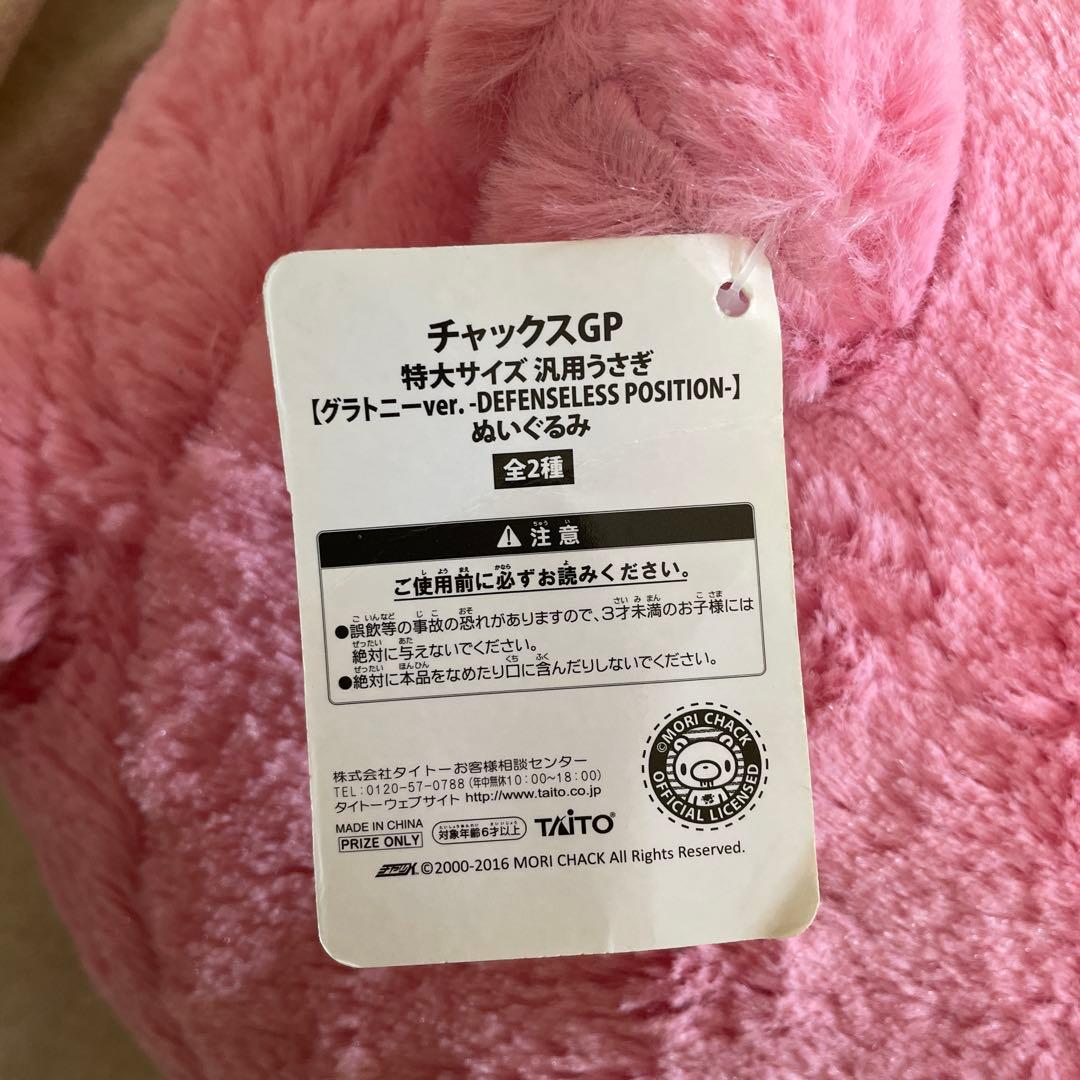 チャックスGP
特大サイズ 汎用うさぎ
【グラトニーver. -DEFENSELESS POSITION-】
ぬいぐるみ
全2種
注意
ご使用前に必ずお読みください。
●誤飲等の事故の恐れがありますので、3才未満のお子様には
絶対に与えないでください。
●絶対に本品をなめたり口に含んだりしないでください。
©MORI CHACK
OFFICIAL LICENSED
株式会社タイトーお客様相談センター
TEL:0120-57-0788 (年中無休10:00~18:00)
タイトーウェブサイト http://www.taito.co.jp
MADE IN CHINA
PRIZE ONLY
対象年齢6才以上
TAITO
©2000-2016 MORI CHACK All Rights Reserved.